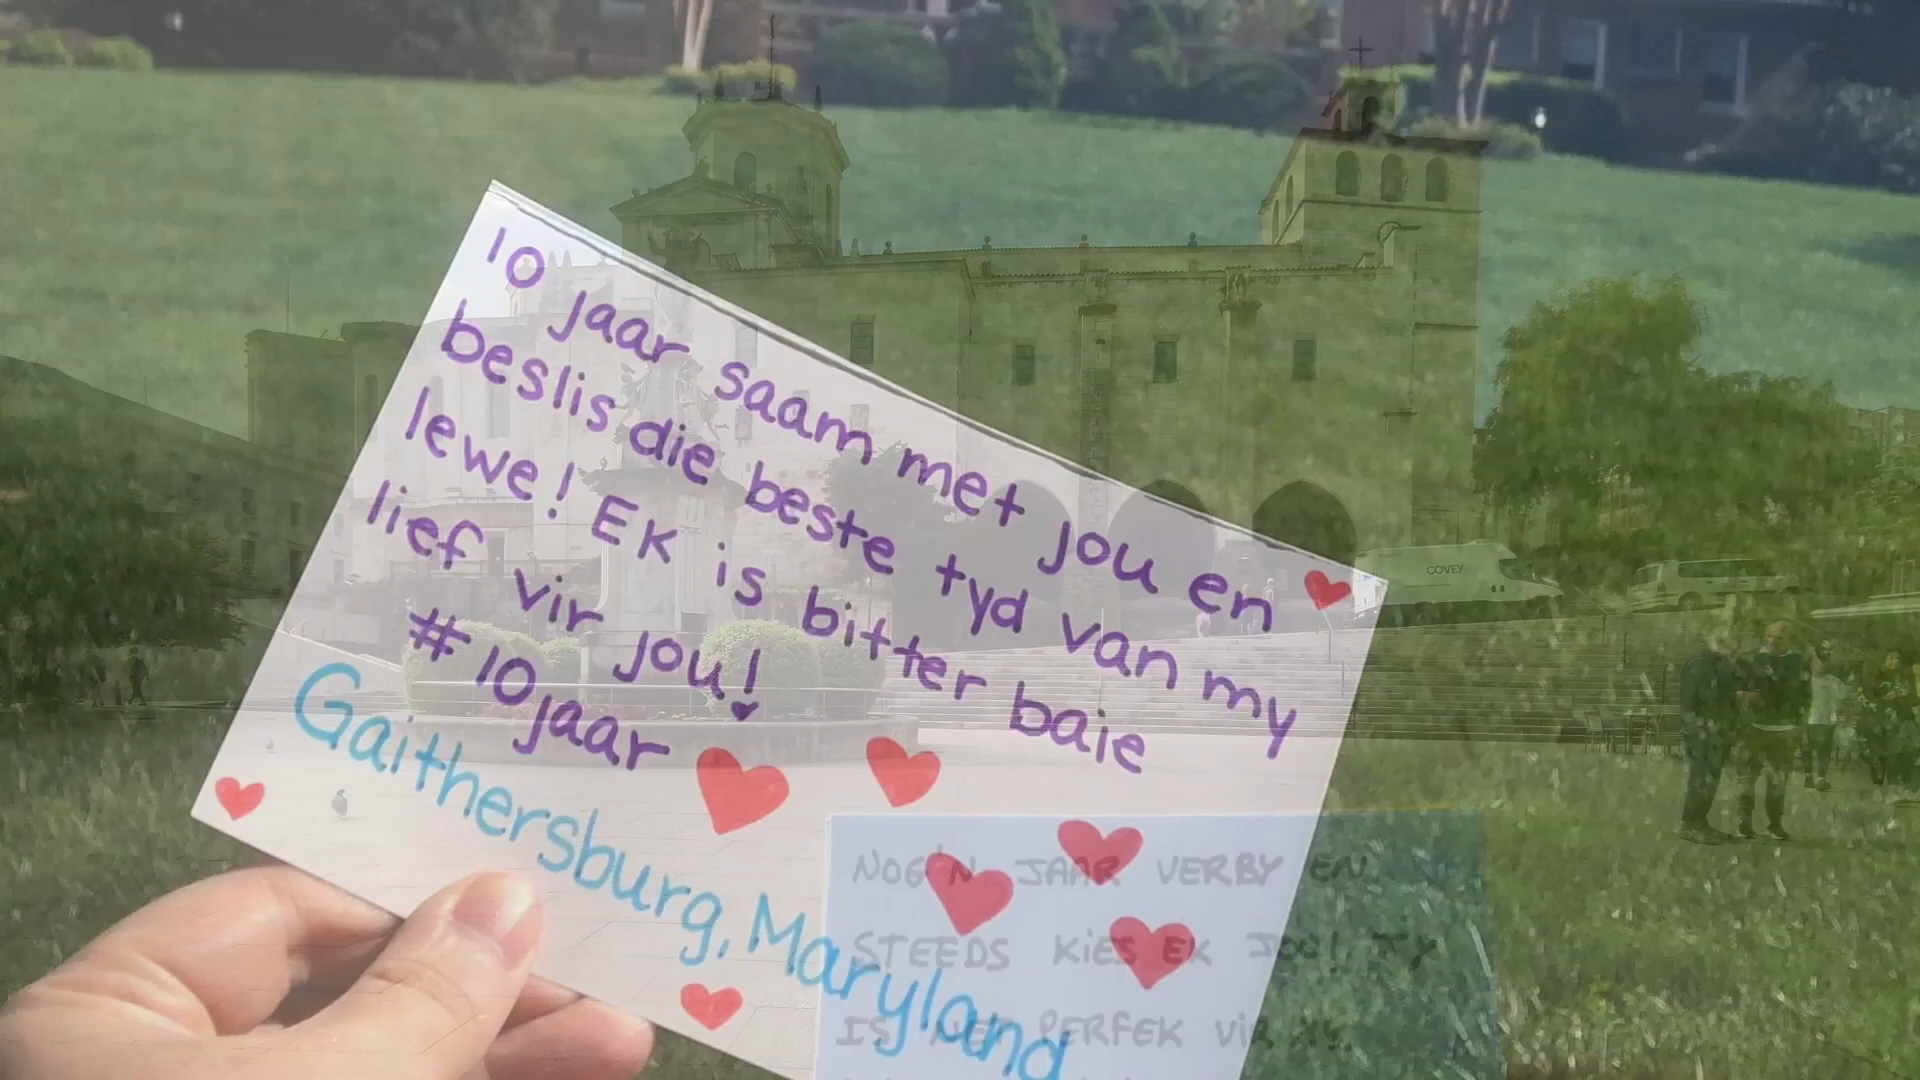 10 jaar saam met jou en
beslis die beste tyd van my
lewe! Ek is bitter baie
lief vir jou!
#10jaar
Gaithersburg, Maryland
NOG 'N JAAR VERBY EN
STEEDS KIES EK JOU! JY
IS NET PERFEK VIR MY.
COVEY